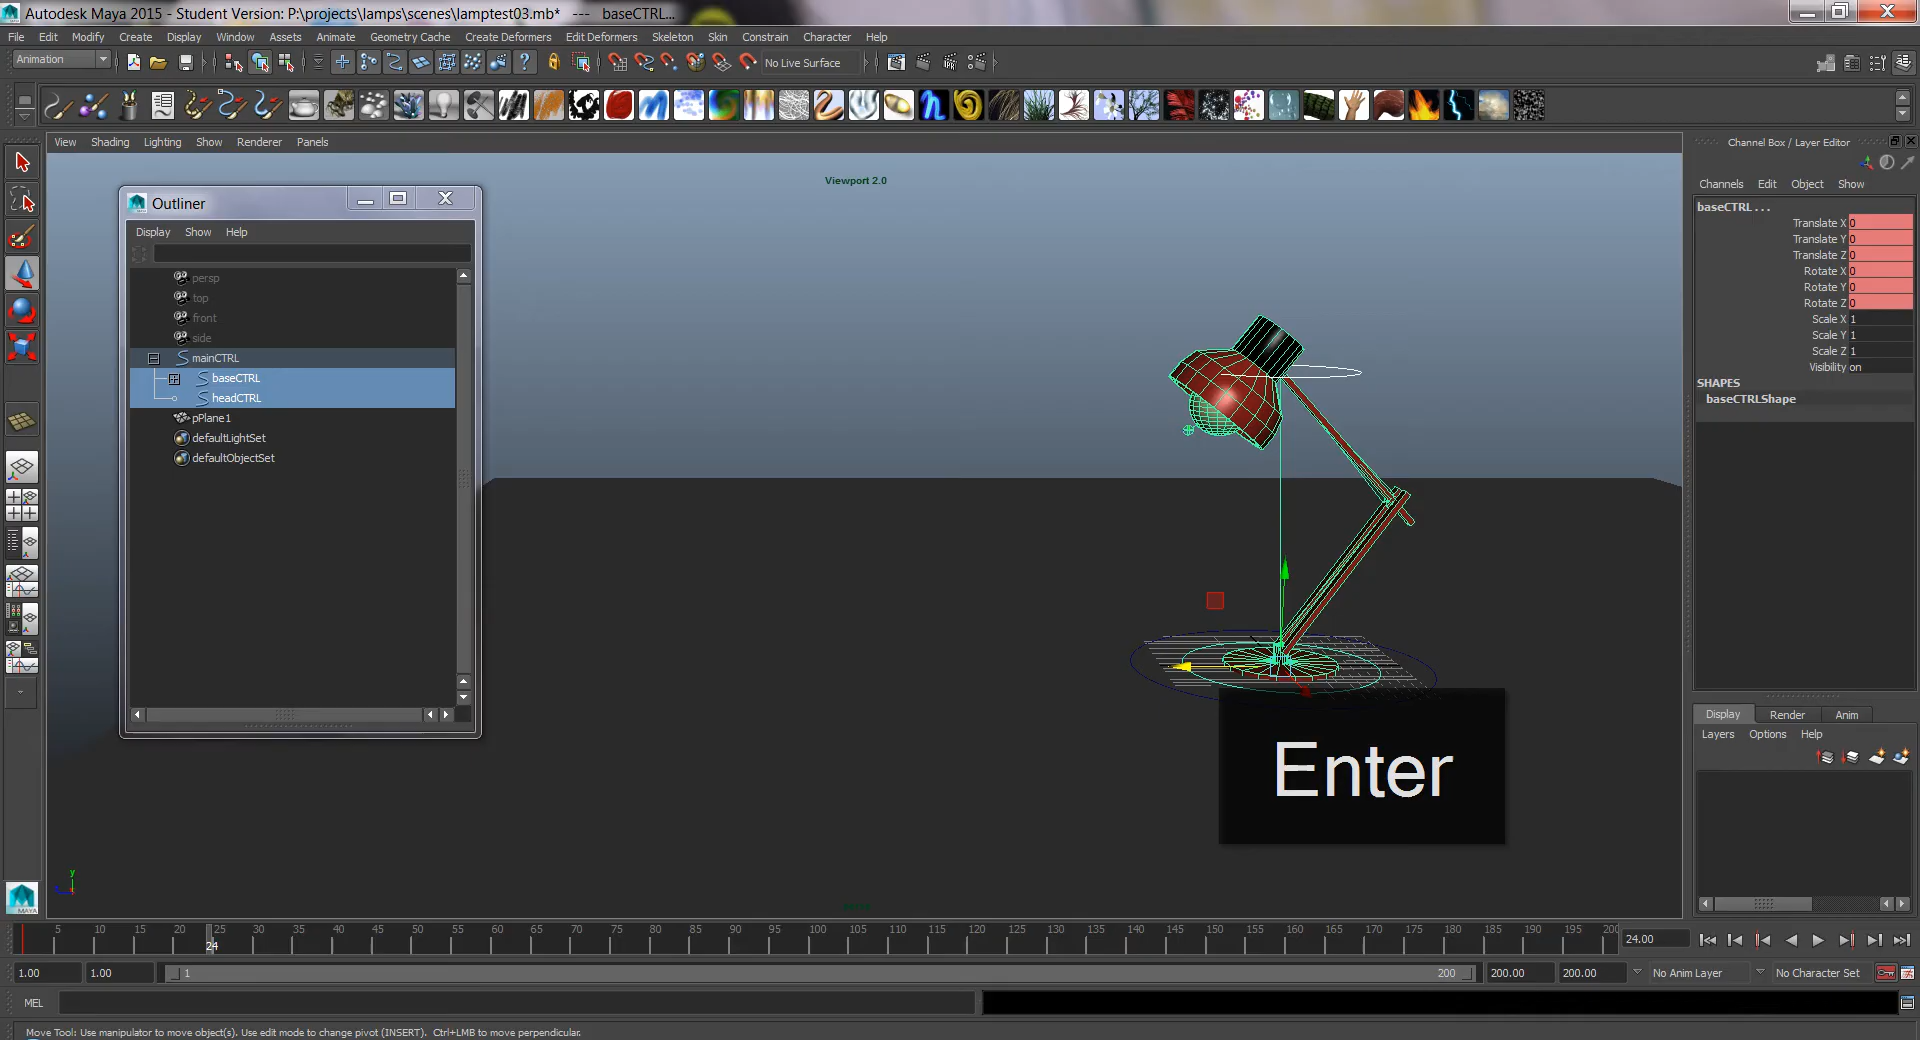 Autodesk Maya 2015 - Student Version: P:\projects\lamps\scenes\lamptest03.mb* --- baseCTRL...
File Edit Modify Create Display Window Assets Animate Geometry Cache Create Deformers Edit Deformers Skeleton Skin Constrain Character Help
Animation
No Live Surface
View Shading Lighting Show Renderer Panels
Viewport 2.0
Outliner
Display Show Help
persp
top
front
side
mainCTRL
baseCTRL
headCTRL
pPlane1
defaultLightSet
defaultObjectSet
Enter
y
Channel Box / Layer Editor
Channels Edit Object Show
baseCTRL . . .
Translate X 0
Translate Y 0
Translate Z 0
Rotate X 0
Rotate Y 0
Rotate Z 0
Scale X 1
Scale Y 1
Scale Z 1
Visibility on
SHAPES
baseCTRLShape
Display Render Anim
Layers Options Help
MAYA
5 10 15 20 25 30 35 40 45 50 55 60 65 70 75 80 85 90 95 100 105 110 115 120 125 130 135 140 145 150 155 160 165 170 175 180 185 190 195 200
24
24.00
1.00 1.00 1 200 200.00 200.00 No Anim Layer No Character Set
MEL
Move Tool: Use manipulator to move object(s). Use edit mode to change pivot (INSERT). Ctrl+LMB to move perpendicular.